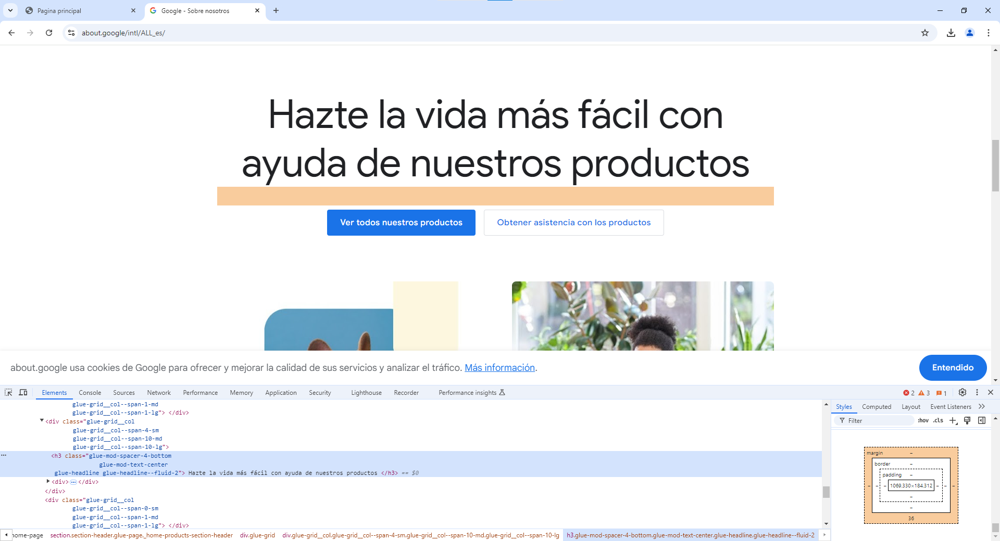 Pagina principal
Google - Sobre nosotros
about.google/intl/ALL_es/
Hazte la vida más fácil con
ayuda de nuestros productos
Ver todos nuestros productos
Obtener asistencia con los productos
about.google usa cookies de Google para ofrecer y mejorar la calidad de sus servicios y analizar el tráfico. Más información.
Entendido
Elements Console Sources Network Performance Memory Application Security Lighthouse Recorder Performance insights 2 3 1
glue-grid__col--span-1-md
glue-grid__col--span-1-lg"> </div>
<div class="glue-grid__col
glue-grid__col--span-4-sm
glue-grid__col--span-10-md
glue-grid__col--span-10-lg">
<h3 class="glue-mod-spacer-4-bottom
glue-mod-text-center
glue-headline glue-headline--fluid-2"> Hazte la vida más fácil con ayuda de nuestros productos </h3> == $0
<div>…</div>
</div>
<div class="glue-grid__col
glue-grid__col--span-0-sm
glue-grid__col--span-1-md
glue-grid__col--span-1-lg"> </div>
home-page section.section-header.glue-page._home-products-section-header div.glue-grid div.glue-grid__col.glue-grid__col--span-4-sm.glue-grid__col--span-10-md.glue-grid__col--span-10-lg h3.glue-mod-spacer-4-bottom.glue-mod-text-center.glue-headline.glue-headline--fluid-2
Styles Computed Layout Event Listeners
Filter :hov .cls
margin –
border –
padding –
– – – 1069.330×184.312 – – –
–
–
36